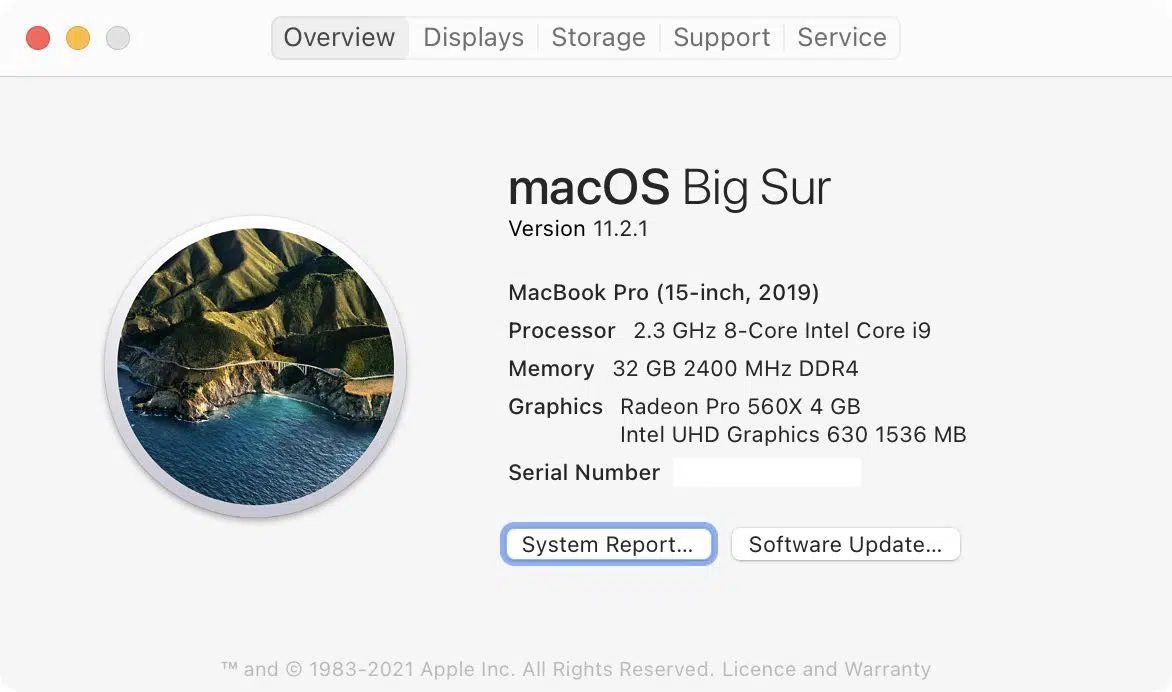 Overview Displays Storage Support Service
macOS Big Sur
Version 11.2.1
MacBook Pro (15-inch, 2019)
Processor 2.3 GHz 8-Core Intel Core i9
Memory 32 GB 2400 MHz DDR4
Graphics Radeon Pro 560X 4 GB
Intel UHD Graphics 630 1536 MB
Serial Number
System Report... Software Update...
™ and © 1983-2021 Apple Inc. All Rights Reserved. Licence and Warranty